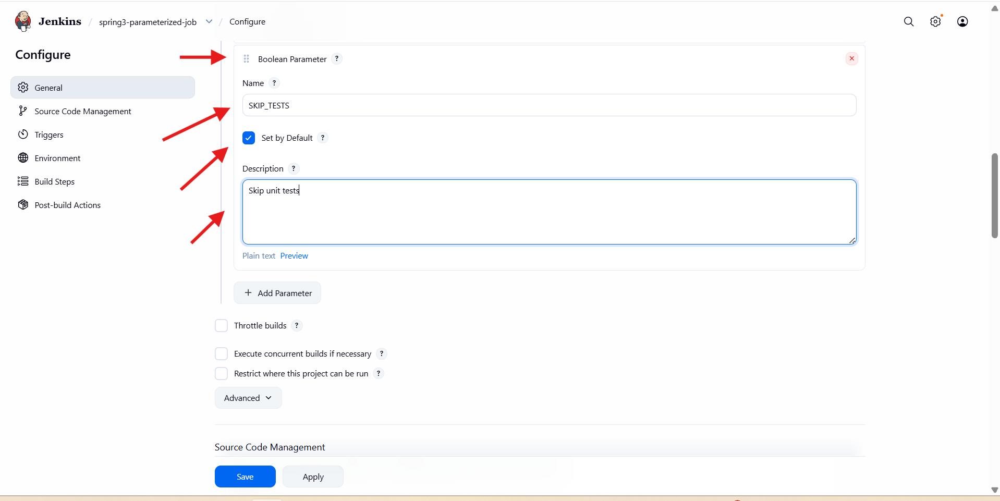 Jenkins / spring3-parameterized-job / Configure
Configure
General
Source Code Management
Triggers
Environment
Build Steps
Post-build Actions
Boolean Parameter ?
Name ?
SKIP_TESTS
Set by Default ?
Description ?
Skip unit tests
Plain text Preview
+ Add Parameter
Throttle builds ?
Execute concurrent builds if necessary ?
Restrict where this project can be run ?
Advanced
Source Code Management
Save Apply